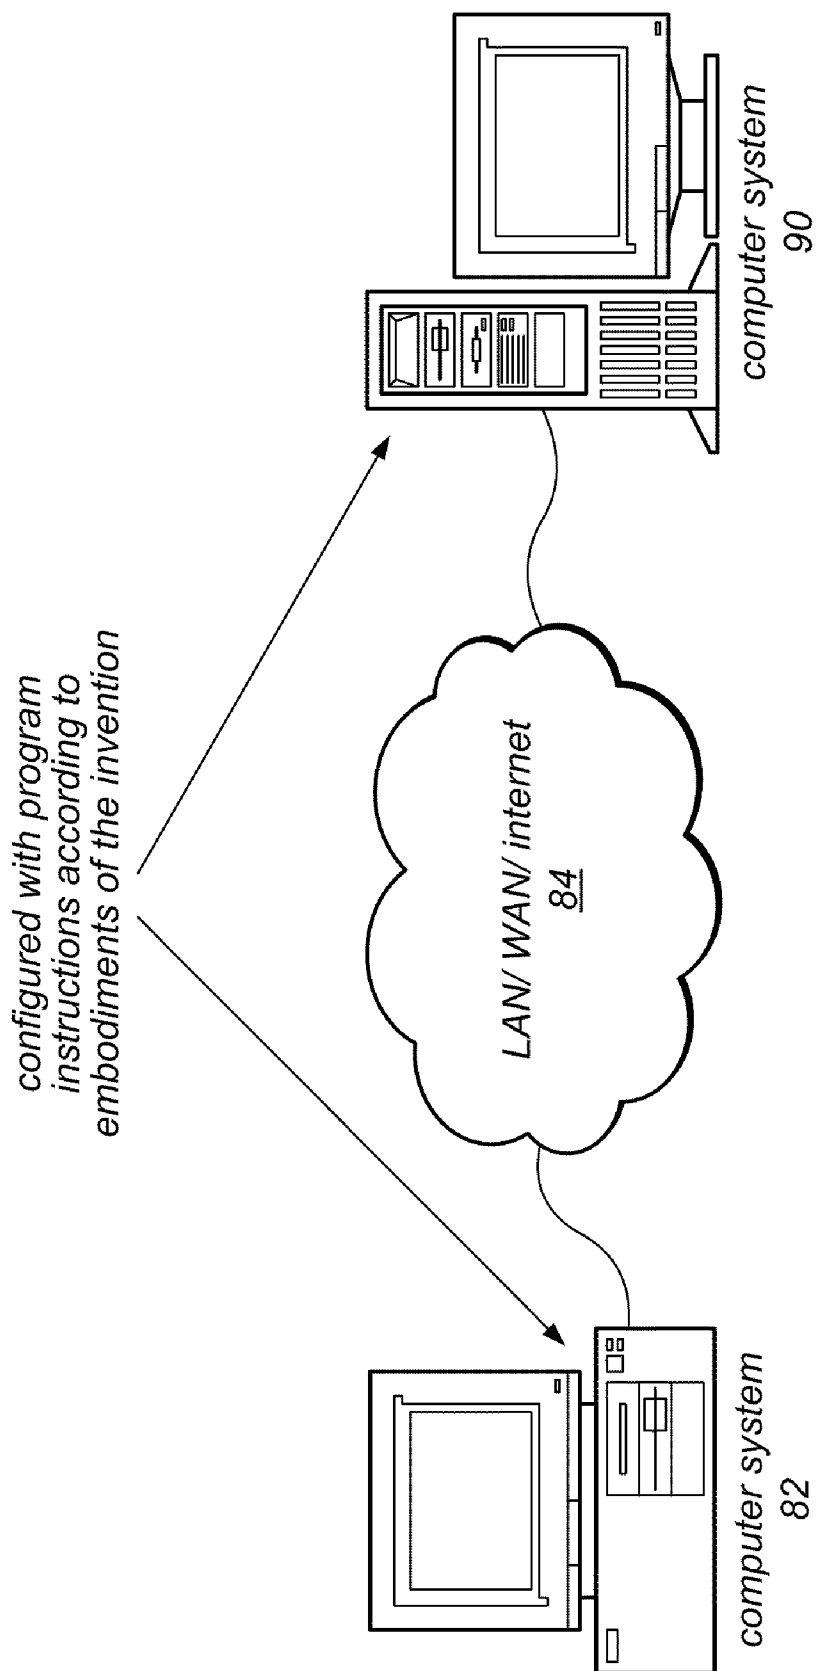 configured with program
instructions according to
embodiments of the invention
LAN/ WAN/ internet
84
computer system
82
computer system
90